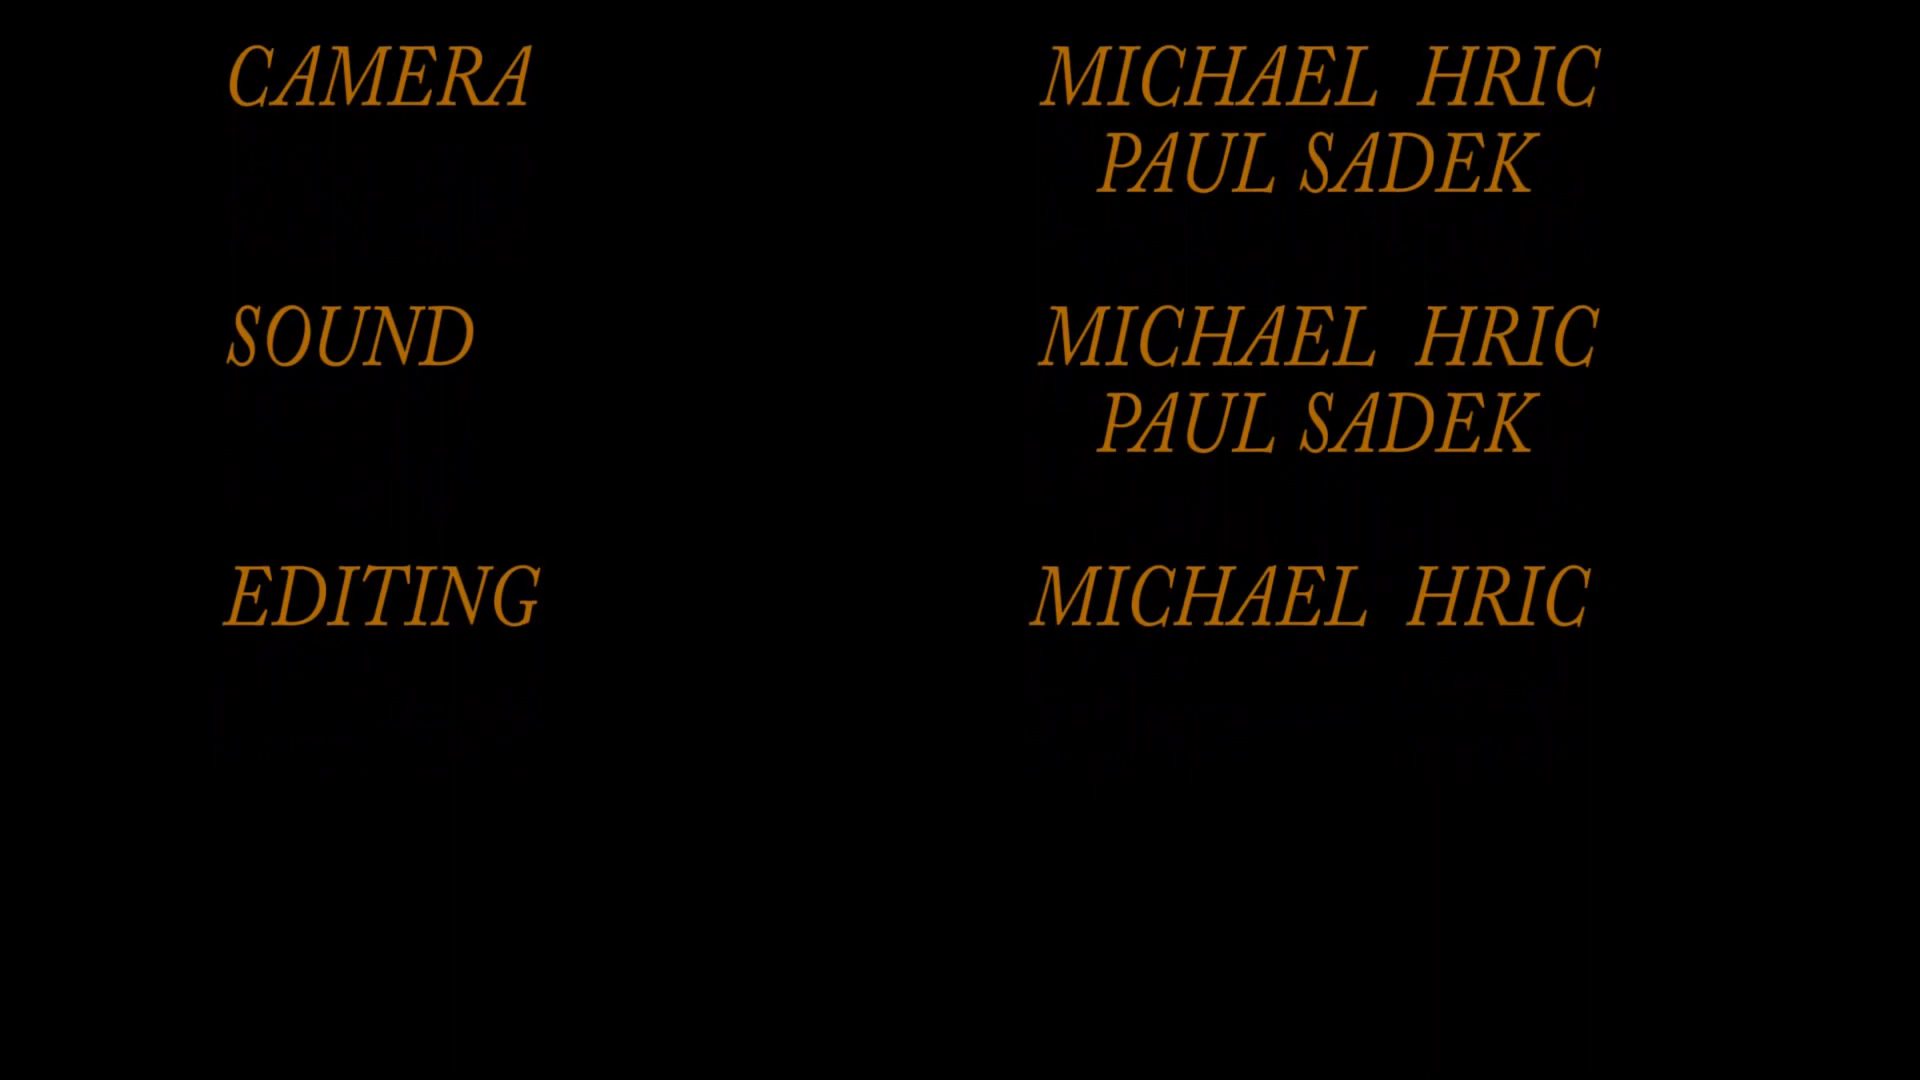 CAMERA MICHAEL HRIC
PAUL SADEK
SOUND MICHAEL HRIC
PAUL SADEK
EDITING MICHAEL HRIC